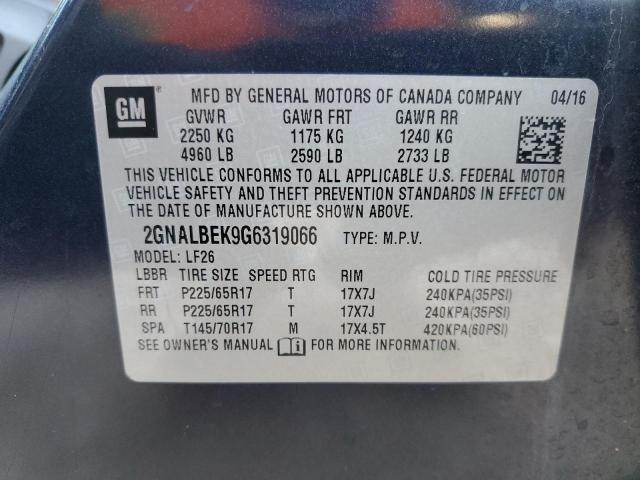 GM
MFD BY GENERAL MOTORS OF CANADA COMPANY 04/16
GVWR GAWR FRT GAWR RR
2250 KG 1175 KG 1240 KG
4960 LB 2590 LB 2733 LB
THIS VEHICLE CONFORMS TO ALL APPLICABLE U.S. FEDERAL MOTOR
VEHICLE SAFETY AND THEFT PREVENTION STANDARDS IN EFFECT ON
THE DATE OF MANUFACTURE SHOWN ABOVE.
2GNALBEK9G6319066 TYPE: M.P.V.
MODEL: LF26
LBBR TIRE SIZE SPEED RTG RIM COLD TIRE PRESSURE
FRT P225/65R17 T 17X7J 240KPA(35PSI)
RR P225/65R17 T 17X7J 240KPA(35PSI)
SPA T145/70R17 M 17X4.5T 420KPA(60PSI)
SEE OWNER'S MANUAL FOR MORE INFORMATION.